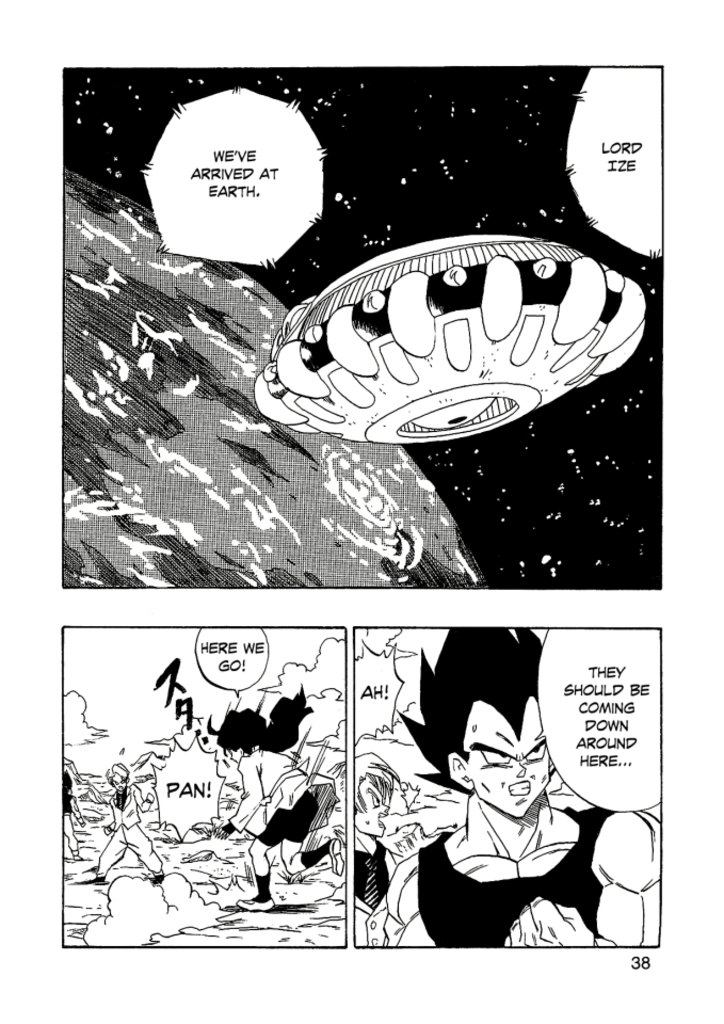 LORD
IZE
WE'VE
ARRIVED AT
EARTH.
THEY
SHOULD BE
COMING
DOWN
AROUND
HERE...
AH!
HERE WE
GO!
スタッ
PAN!
38